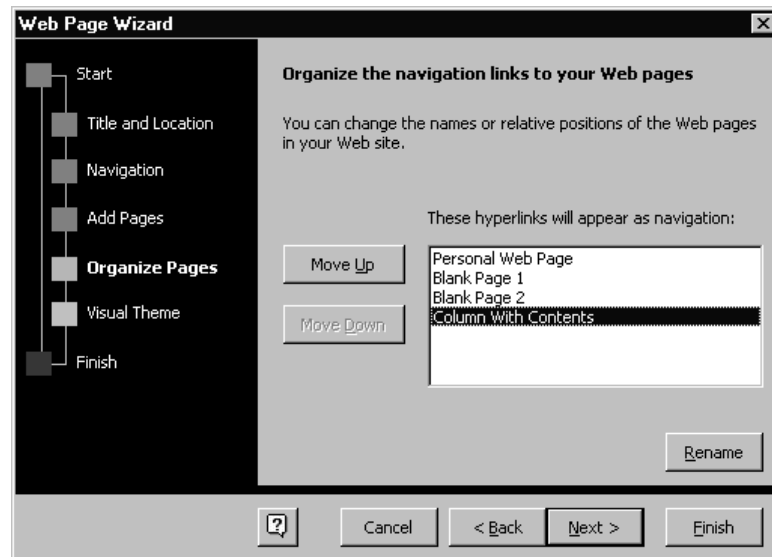 Web Page Wizard
Start
Title and Location
Navigation
Add Pages
Organize Pages
Visual Theme
Finish
Organize the navigation links to your Web pages
You can change the names or relative positions of the Web pages
in your Web site.
These hyperlinks will appear as navigation:
Move Up
Move Down
Personal Web Page
Blank Page 1
Blank Page 2
Column With Contents
Rename
?
Cancel
< Back
Next >
Finish